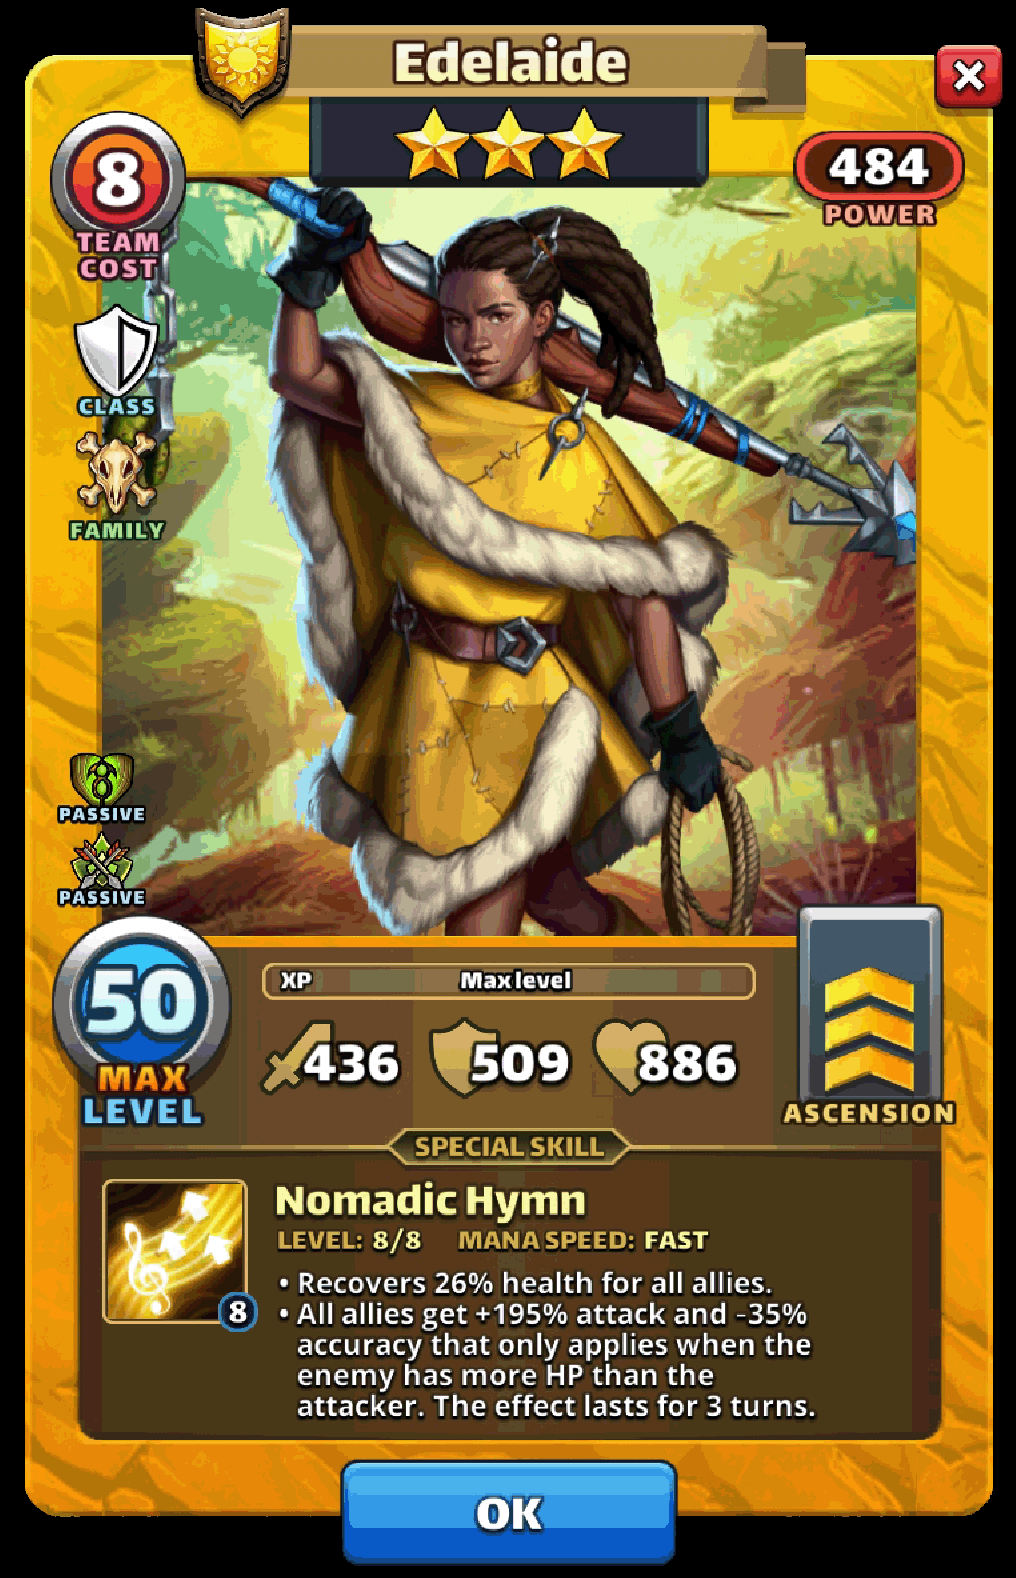 Edelaide
8
TEAM
COST
484
POWER
CLASS
FAMILY
PASSIVE
PASSIVE
50
MAX
LEVEL
XP Max level
436 509 886
ASCENSION
SPECIAL SKILL
Nomadic Hymn
LEVEL: 8/8 MANA SPEED: FAST
8
• Recovers 26% health for all allies.
• All allies get +195% attack and -35%
accuracy that only applies when the
enemy has more HP than the
attacker. The effect lasts for 3 turns.
OK